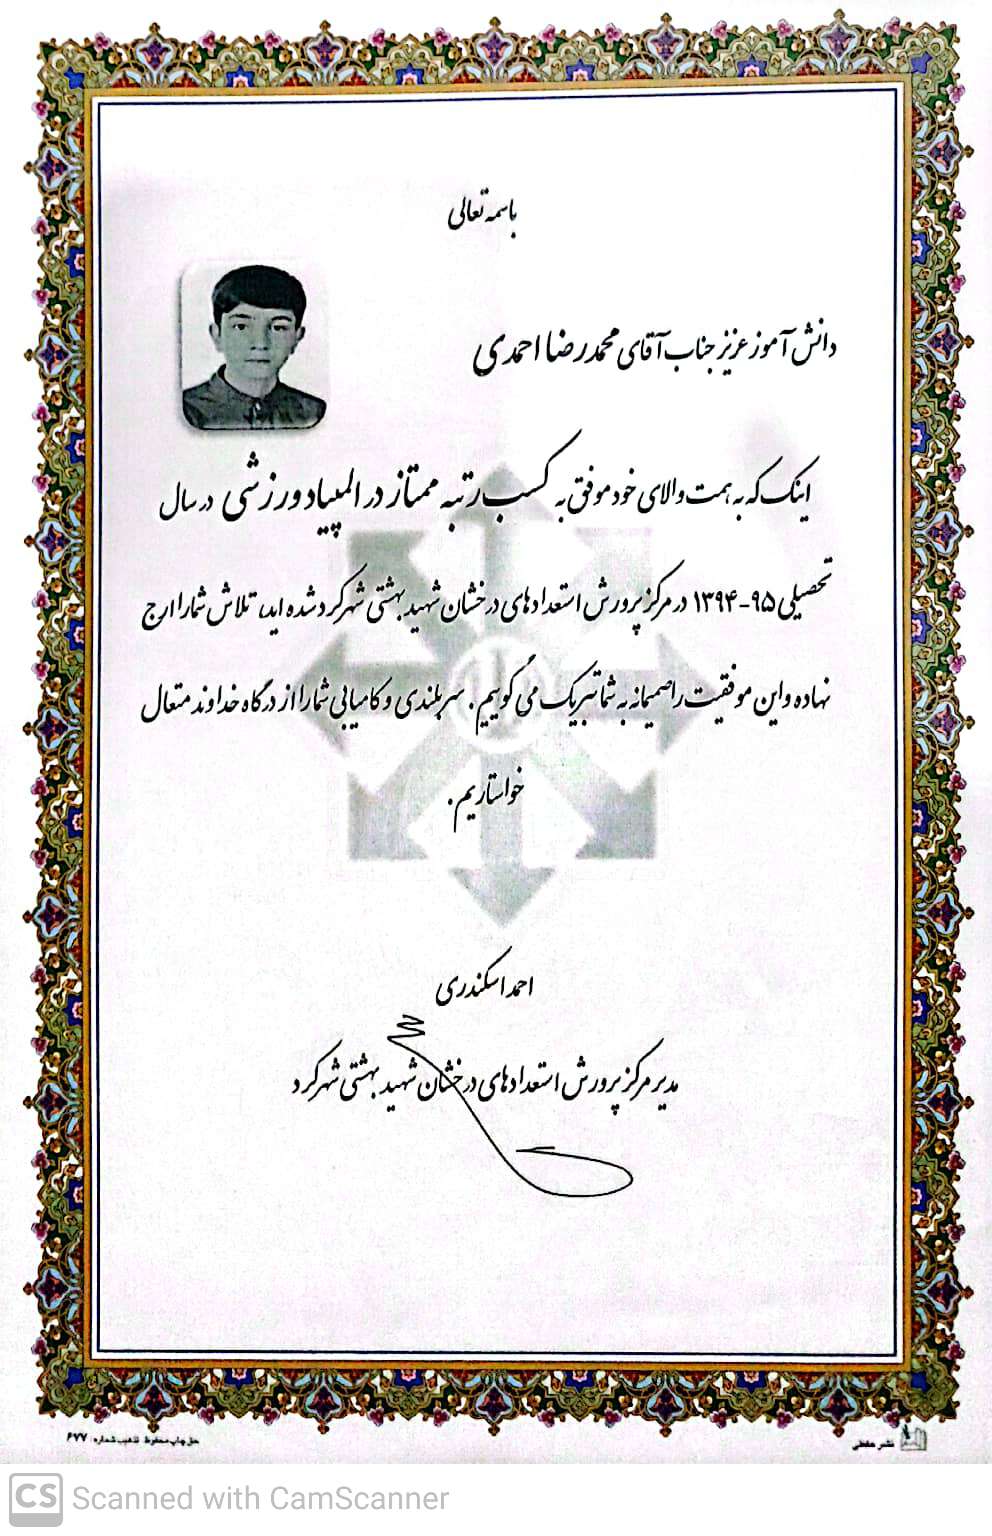 باسمه تعالی
دانش آموز عزیز جناب آقای محمدرضا احمدی
اینک که به همت والای خود موفق به کسب رتبه ممتاز در المپیاد ورزشی در سال
تحصیلی ۹۵-۱۳۹۴ در مرکز پرورش استعدادهای درخشان شهید بهشتی شهرکرد شده اید، تلاش شما را ارج
نهاده و این موفقیت را صمیمانه به شما تبریک می گوییم. سربلندی و کامیابی شما را از درگاه خداوند متعال
خواستاریم.
احمد اسکندری
مدیر مرکز پرورش استعدادهای درخشان شهید بهشتی شهرکرد
نشر حافظی
حق چاپ محفوظ تذهیب شماره ۶۷۷
CS Scanned with CamScanner